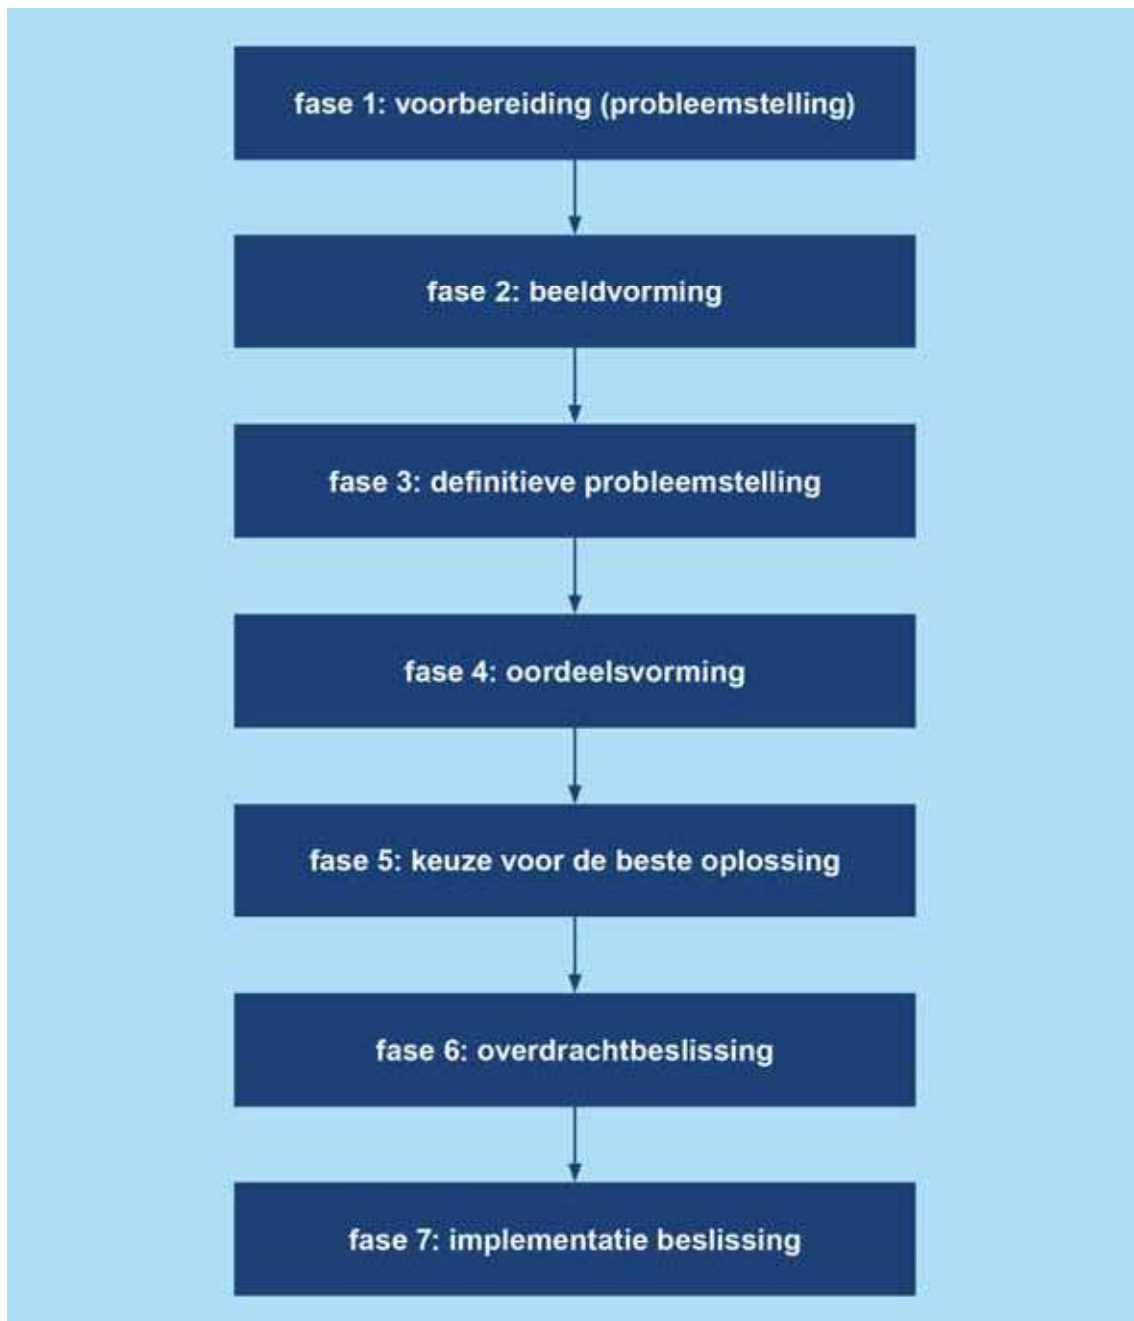 fase 1: voorbereiding (probleemstelling)
fase 2: beeldvorming
fase 3: definitieve probleemstelling
fase 4: oordeelsvorming
fase 5: keuze voor de beste oplossing
fase 6: overdrachtbeslissing
fase 7: implementatie beslissing